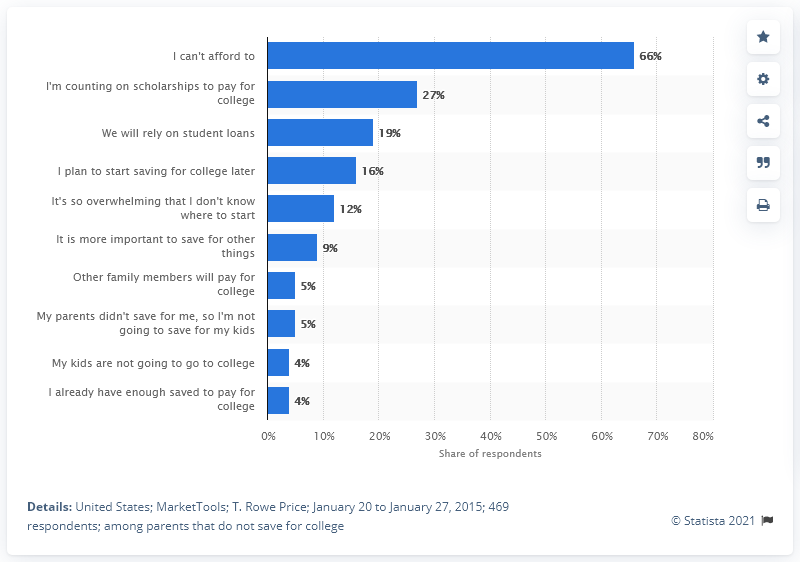 I can't afford to
66%
I'm counting on scholarships to pay for
college
27%
We will rely on student loans
19%
I plan to start saving for college later
16%
It's so overwhelming that I don't know
where to start
12%
It is more important to save for other
things
9%
Other family members will pay for
college
5%
My parents didn't save for me, so I'm not
going to save for my kids
5%
My kids are not going to go to college
4%
I already have enough saved to pay for
college
4%
0% 10% 20% 30% 40% 50% 60% 70% 80%
Share of respondents
Details: United States; MarketTools; T. Rowe Price; January 20 to January 27, 2015; 469
respondents; among parents that do not save for college
© Statista 2021